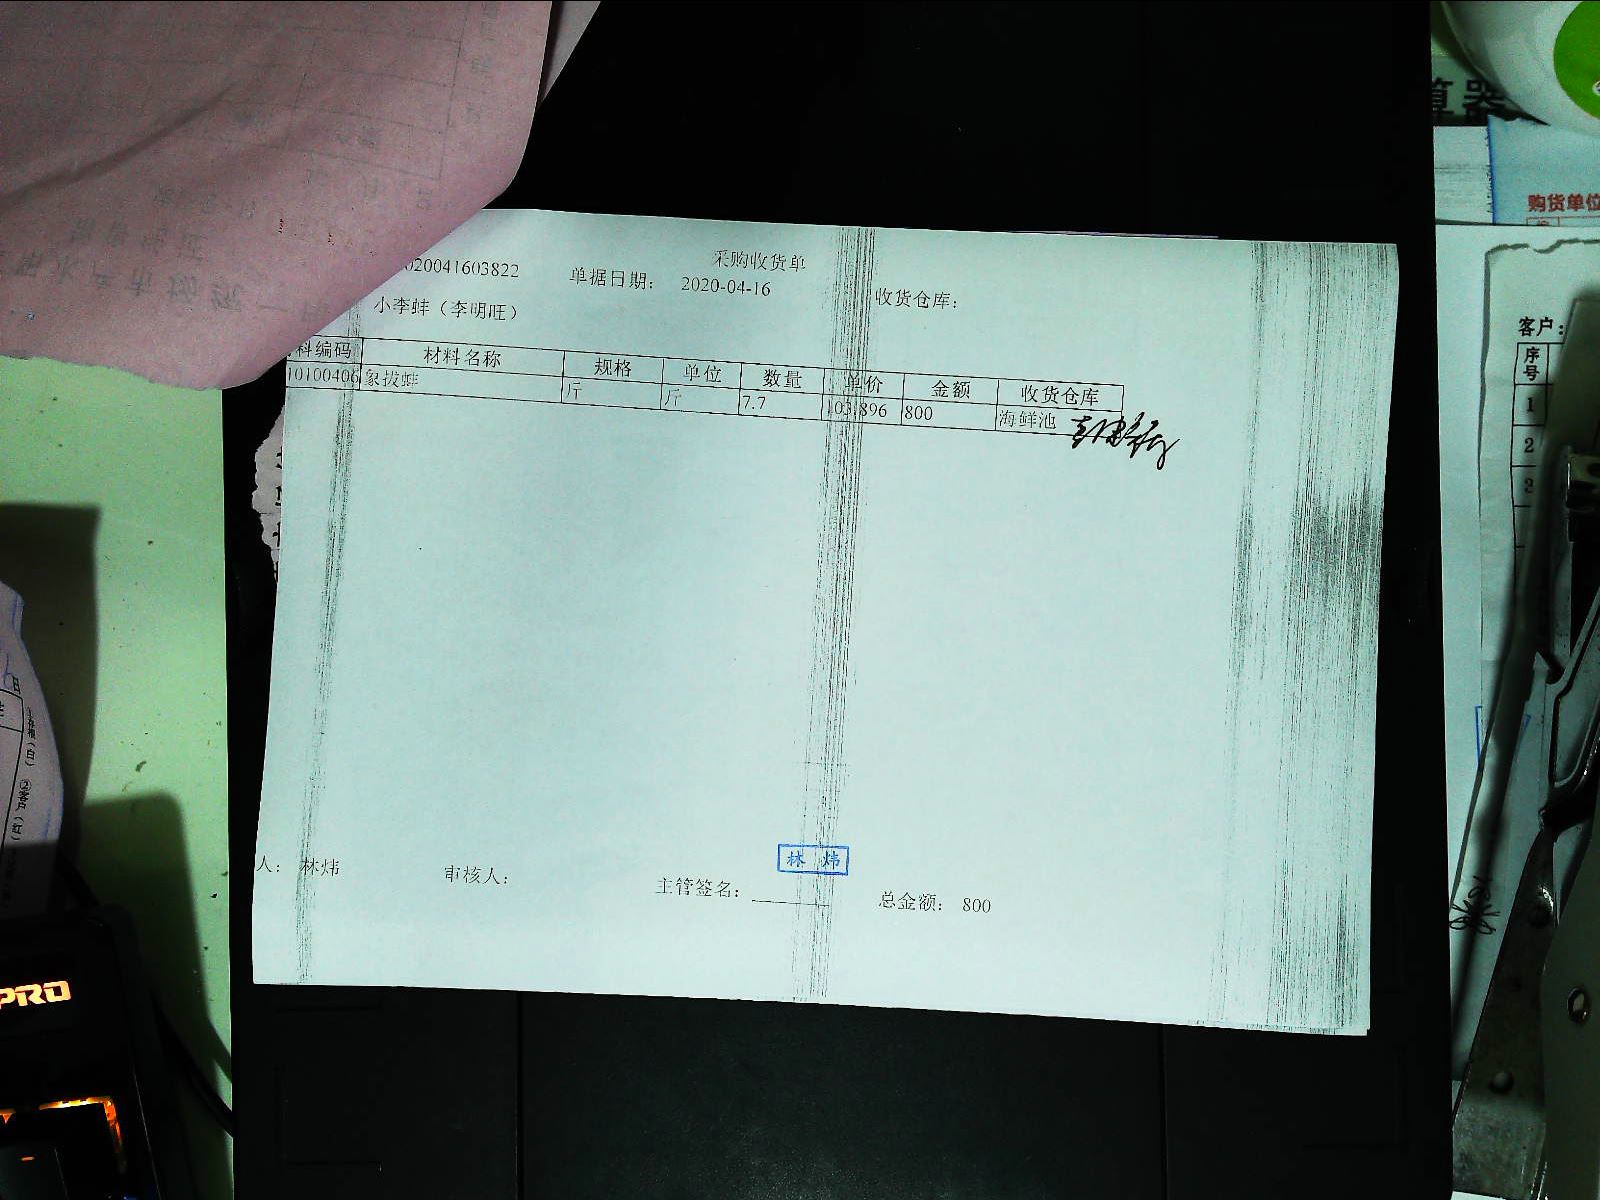 采购收货单
020041603822 单据日期: 2020-04-16 收货仓库:
小李蚌（李明旺）
料编码 材料名称 规格 单位 数量 单价 金额 收货仓库
10100406 象拔蚌 斤 斤 7.7 103.896 800 海鲜池
林炜
人: 林炜 审核人: 主管签名: 总金额: 800
算器
购货单位
客户:
序号
1
2
3
PRO